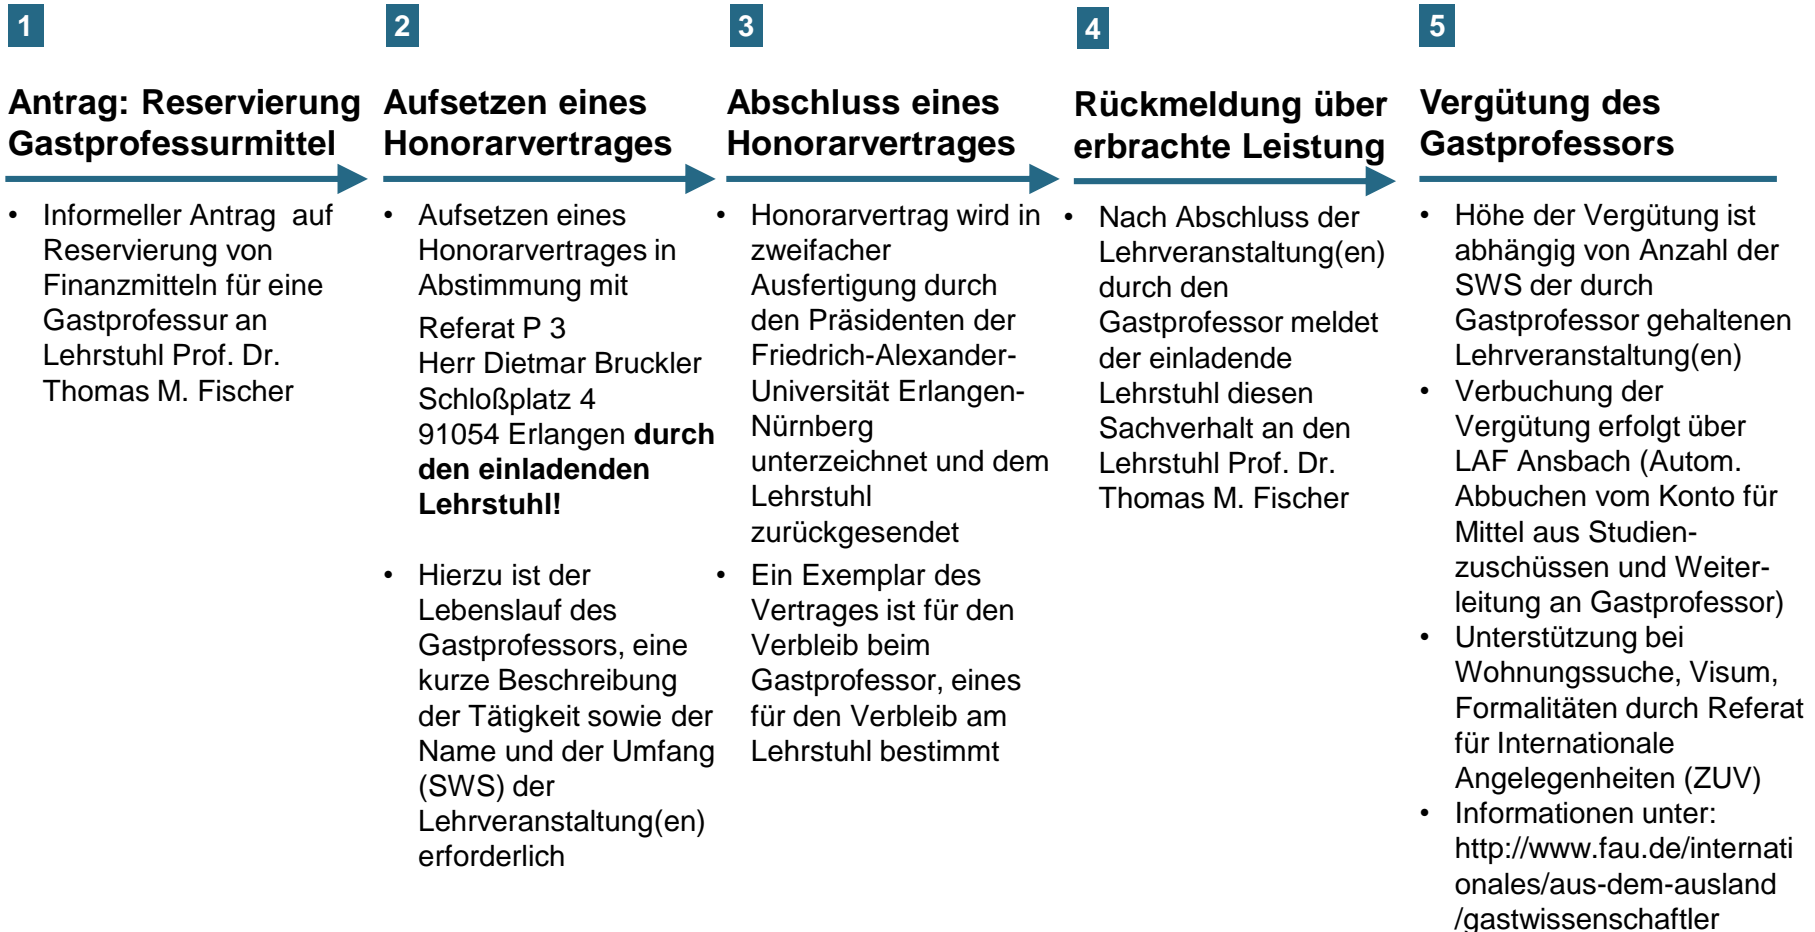 1
Antrag: Reservierung
Gastprofessurmittel
• Informeller Antrag auf
Reservierung von
Finanzmitteln für eine
Gastprofessur an
Lehrstuhl Prof. Dr.
Thomas M. Fischer
2
Aufsetzen eines
Honorarvertrages
• Aufsetzen eines
Honorarvertrages in
Abstimmung mit
Referat P 3
Herr Dietmar Bruckler
Schloßplatz 4
91054 Erlangen durch
den einladenden
Lehrstuhl!
• Hierzu ist der
Lebenslauf des
Gastprofessors, eine
kurze Beschreibung
der Tätigkeit sowie der
Name und der Umfang
(SWS) der
Lehrveranstaltung(en)
erforderlich
3
Abschluss eines
Honorarvertrages
• Honorarvertrag wird in
zweifacher
Ausfertigung durch
den Präsidenten der
Friedrich-Alexander-
Universität Erlangen-
Nürnberg
unterzeichnet und dem
Lehrstuhl
zurückgesendet
• Ein Exemplar des
Vertrages ist für den
Verbleib beim
Gastprofessor, eines
für den Verbleib am
Lehrstuhl bestimmt
4
Rückmeldung über
erbrachte Leistung
• Nach Abschluss der
Lehrveranstaltung(en)
durch den
Gastprofessor meldet
der einladende
Lehrstuhl diesen
Sachverhalt an den
Lehrstuhl Prof. Dr.
Thomas M. Fischer
5
Vergütung des
Gastprofessors
• Höhe der Vergütung ist
abhängig von Anzahl der
SWS der durch
Gastprofessor gehaltenen
Lehrveranstaltung(en)
• Verbuchung der
Vergütung erfolgt über
LAF Ansbach (Autom.
Abbuchen vom Konto für
Mittel aus Studien-
zuschüssen und Weiter-
leitung an Gastprofessor)
• Unterstützung bei
Wohnungssuche, Visum,
Formalitäten durch Referat
für Internationale
Angelegenheiten (ZUV)
• Informationen unter:
http://www.fau.de/internati
onales/aus-dem-ausland
/gastwissenschaftler